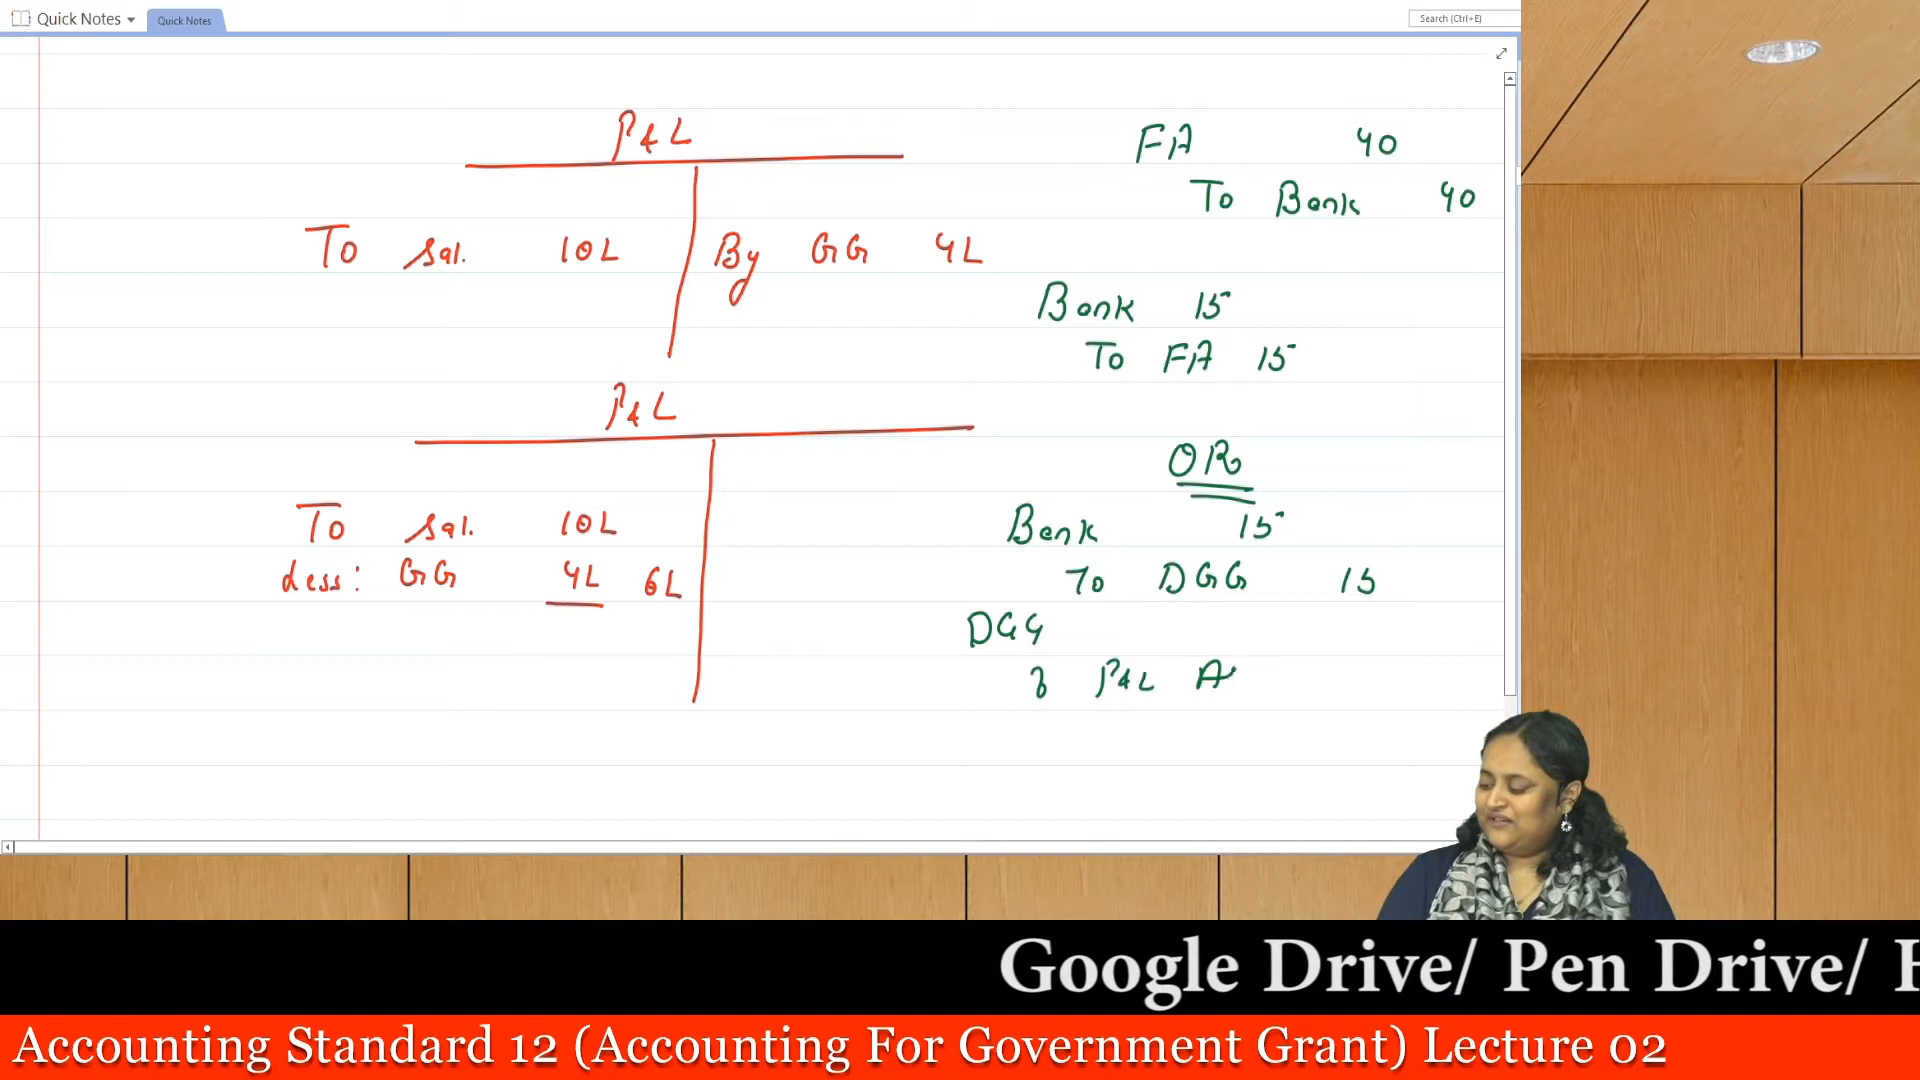 Quick Notes
Quick Notes
Search (Ctrl+E)
P&L
To Sal. 10L By GG 4L
P&L
To Sal. 10L
Less: GG 4L 6L
FA 40
To Bank 40
Bank 15
To FA 15
OR
Bank 15
To DGG 15
DGG
To P&L A
Google Drive/ Pen Drive/
Accounting Standard 12 (Accounting For Government Grant) Lecture 02